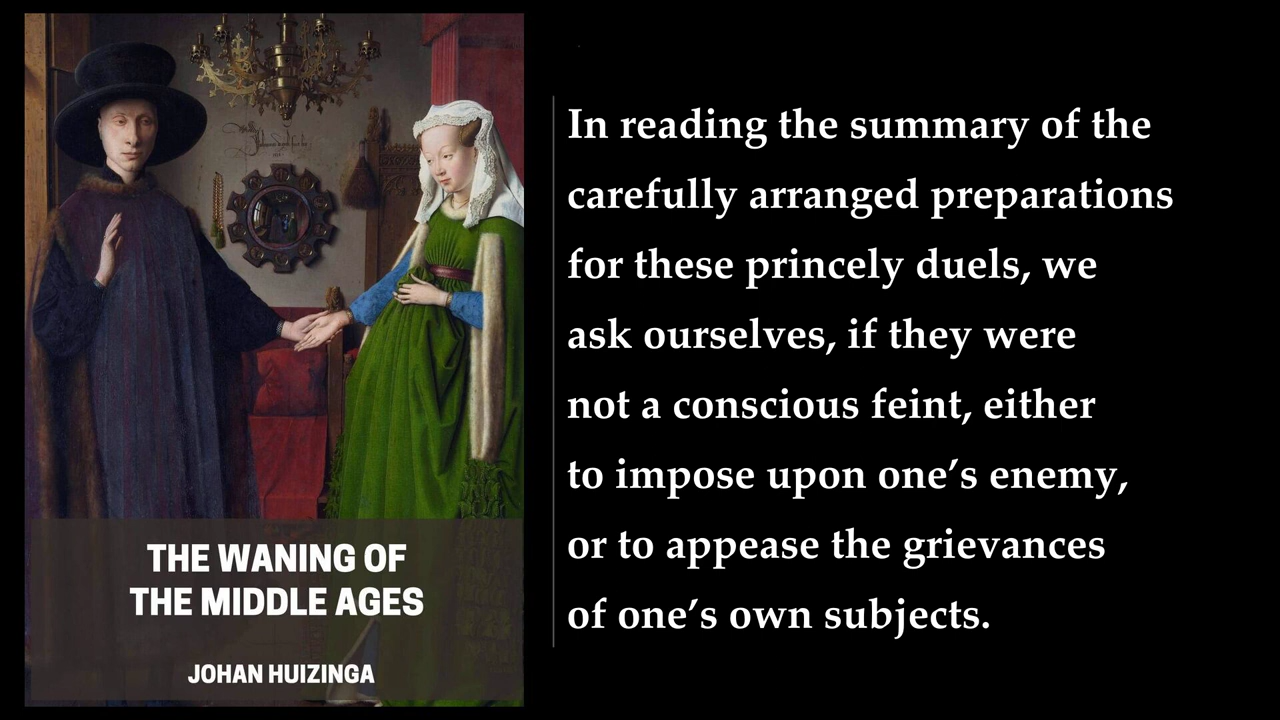 THE WANING OF
THE MIDDLE AGES
JOHAN HUIZINGA
In reading the summary of the
carefully arranged preparations
for these princely duels, we
ask ourselves, if they were
not a conscious feint, either
to impose upon one’s enemy,
or to appease the grievances
of one’s own subjects.